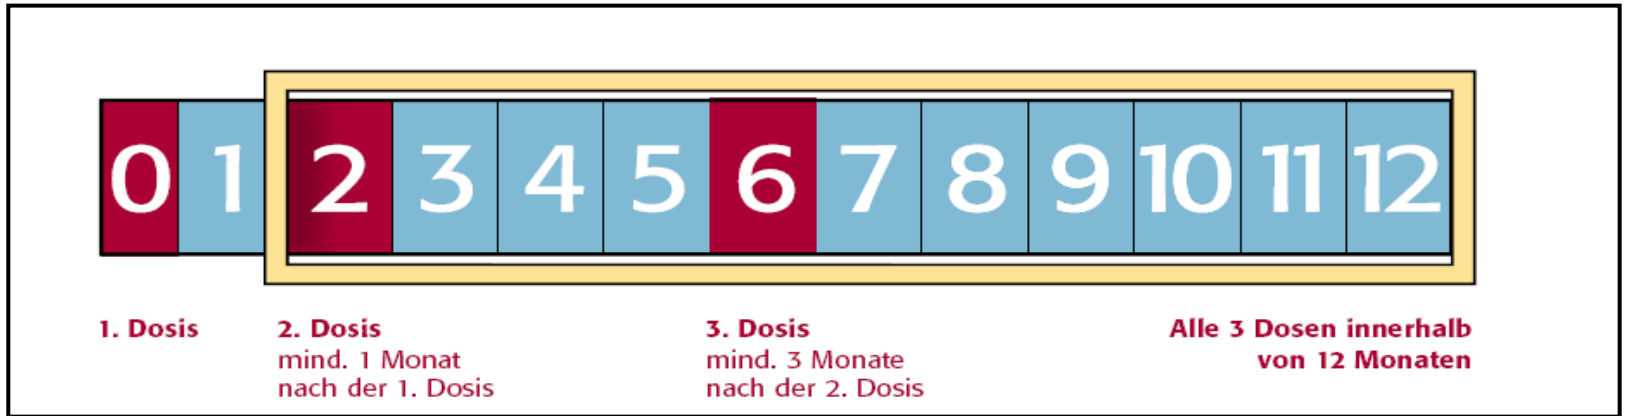 0 1 2 3 4 5 6 7 8 9 10 11 12
1. Dosis
2. Dosis
mind. 1 Monat
nach der 1. Dosis
3. Dosis
mind. 3 Monate
nach der 2. Dosis
Alle 3 Dosen innerhalb
von 12 Monaten